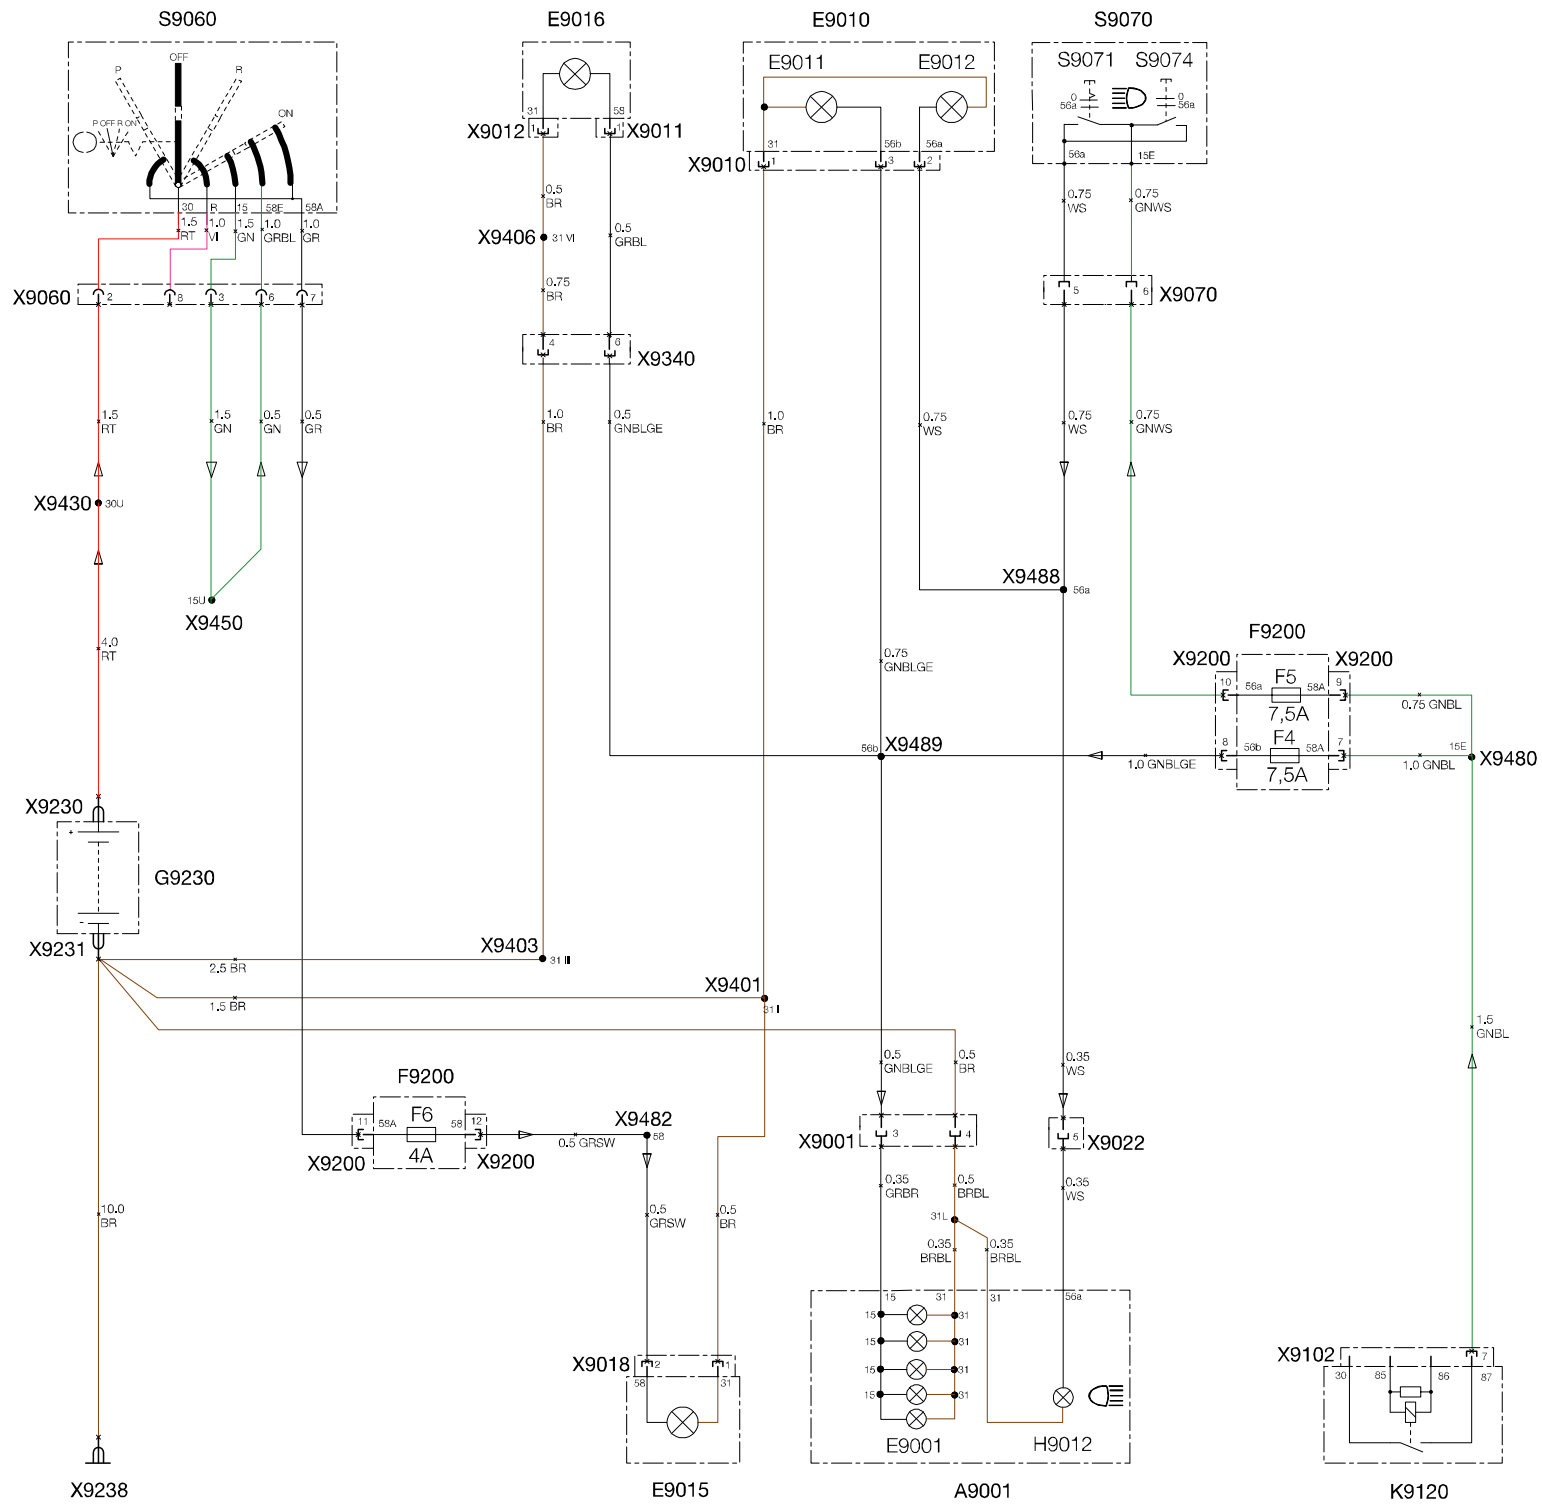 S9060
E9016
E9010
S9070
OFF
P
R
ON
P OFF R ON
30
R
15
58F
58A
1.5
RT
1.0
VI
1.5
GN
1.0
GRBL
1.0
GR
X9060
2
8
3
6
7
31
58
X9012
1
1
X9011
0.5
BR
X9406
31 VI
0.5
GRBL
0.75
BR
4
6
X9340
E9011
E9012
31
56b
56a
X9010
1
3
2
S9071
S9074
0
56a
0
56a
56a
15E
0.75
WS
0.75
GNWS
5
6
X9070
1.5
RT
1.5
GN
0.5
GN
0.5
GR
1.0
BR
0.5
GNBLGE
1.0
BR
0.75
WS
0.75
WS
0.75
GNWS
X9430
30U
15U
X9450
X9488
56a
4.0
RT
0.75
GNBLGE
F9200
X9200
X9200
10
56a
F5
58A
9
7,5A
0.75 GNBL
8
56b
F4
58A
7
7,5A
1.0 GNBLGE
1.0 GNBL
15E
X9480
56b
X9489
X9230
+
G9230
-
X9231
2.5 BR
X9403
31 III
1.5 BR
X9401
31 I
1.5
GNBL
0.5
GNBLGE
0.5
BR
0.35
WS
F9200
11
58A
F6
58
12
4A
X9200
X9200
0.5 GRSW
X9482
58
X9001
3
4
5
X9022
0.35
GRBR
0.5
BRBL
0.35
WS
10.0
BR
0.5
GRSW
0.5
BR
31L
0.35
BRBL
0.35
BRBL
15
31
31
56a
15
31
15
31
15
31
15
31
E9001
H9012
X9018
2
1
58
31
X9102
7
30
85
86
87
X9238
E9015
A9001
K9120